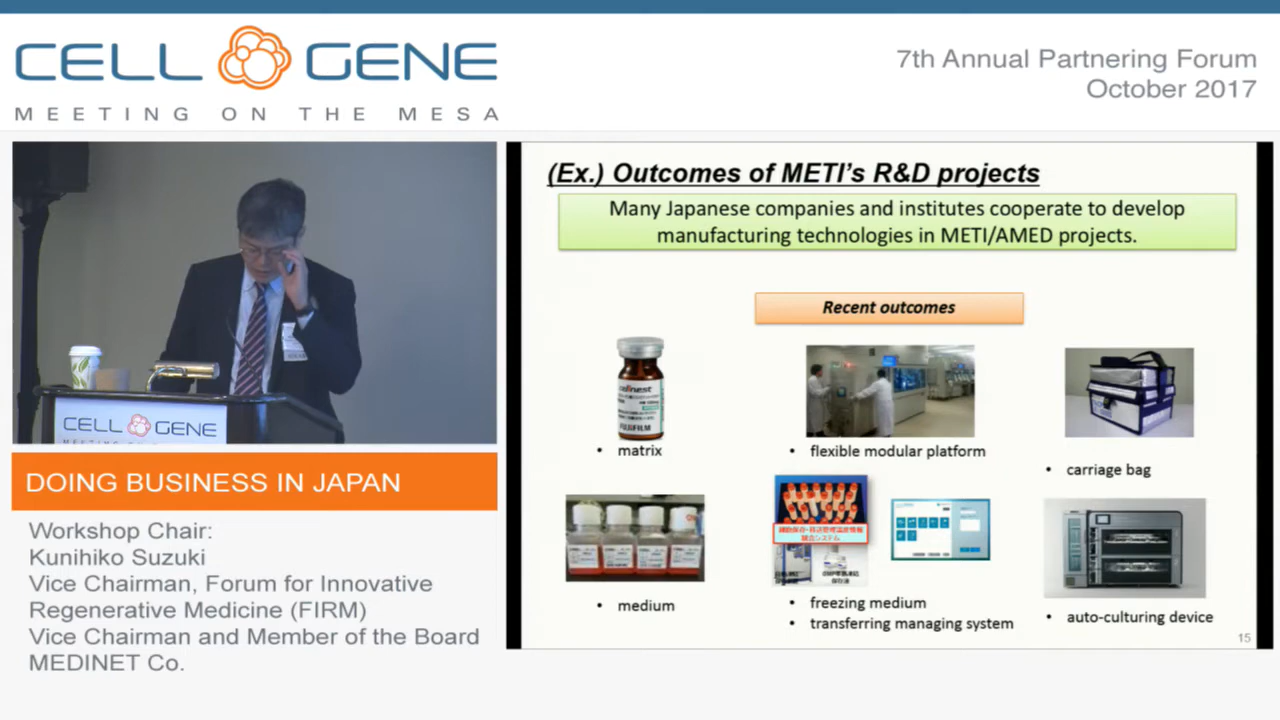 CELL GENE
MEETING ON THE MESA
7th Annual Partnering Forum
October 2017
CELL GENE
DOING BUSINESS IN JAPAN
Workshop Chair:
Kunihiko Suzuki
Vice Chairman, Forum for Innovative
Regenerative Medicine (FIRM)
Vice Chairman and Member of the Board
MEDINET Co.
(Ex.) Outcomes of METI's R&D projects
Many Japanese companies and institutes cooperate to develop
manufacturing technologies in METI/AMED projects.
Recent outcomes
cellnest
FUJIFILM
• matrix
• flexible modular platform
• carriage bag
• medium
• freezing medium
• transferring managing system
• auto-culturing device
15